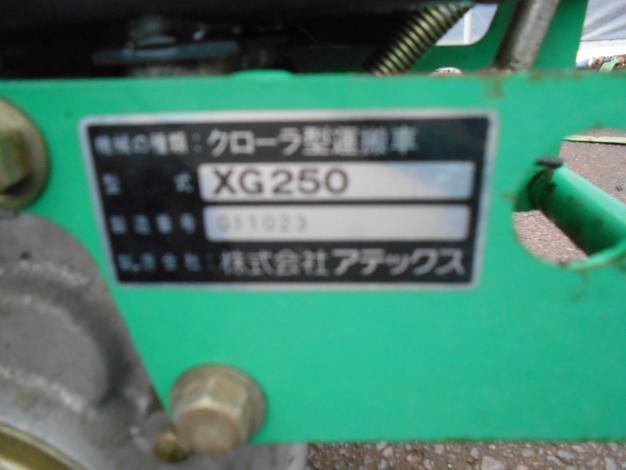 機械の種類：クローラ型運搬車
型式 XG250
製造番号 011023
製造会社：株式会社アテックス